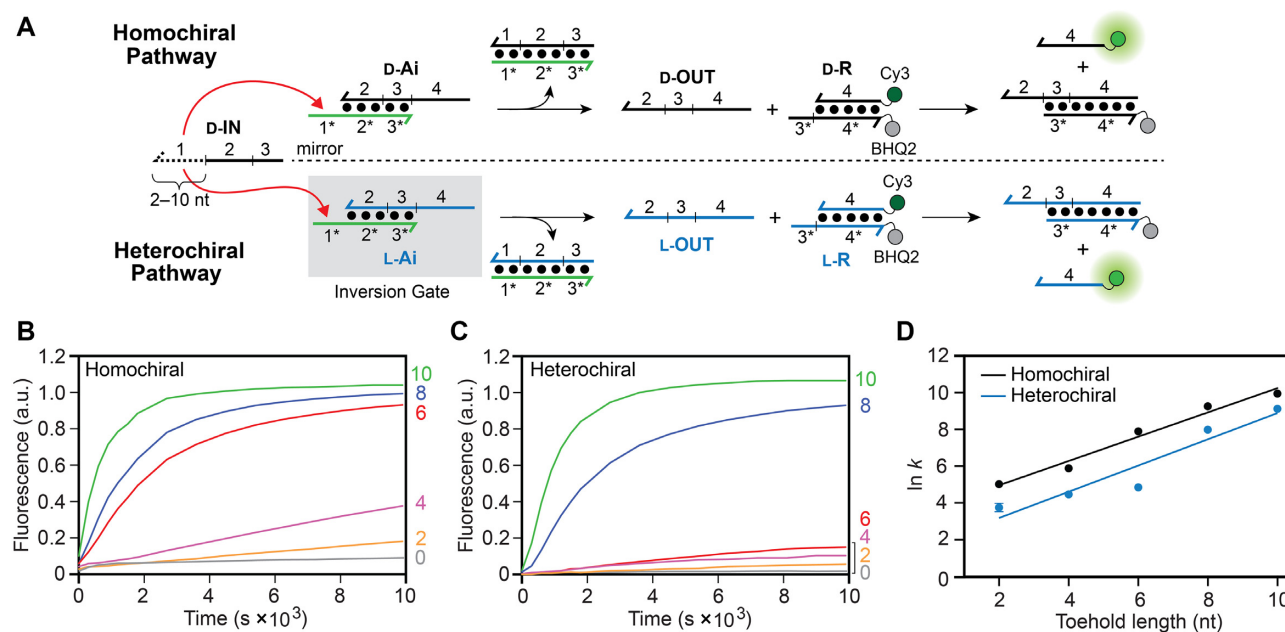 A
Homochiral
Pathway
D-IN
1 2 3
2–10 nt
mirror
D-Ai
2 3 4
1* 2* 3*
1 2 3
1* 2* 3*
D-OUT
2 3 4
+
D-R
4
3* 4*
Cy3
BHQ2
4
+
2 3 4
3* 4*
Heterochiral
Pathway
2 3 4
1* 2* 3*
L-Ai
Inversion Gate
1 2 3
1* 2* 3*
2 3 4
L-OUT
+
4
3* 4*
L-R
Cy3
BHQ2
2 3 4
3* 4*
+
4
B
Homochiral
Fluorescence (a.u.)
1.2
1.0
0.8
0.6
0.4
0.2
0
0 2 4 6 8 10
Time (s ×10³)
10
8
6
4
2
0
C
Heterochiral
Fluorescence (a.u.)
1.2
1.0
0.8
0.6
0.4
0.2
0
0 2 4 6 8 10
Time (s ×10³)
10
8
6
4
2
0
D
Homochiral
Heterochiral
ln k
12
10
8
6
4
2
0
2 4 6 8 10
Toehold length (nt)